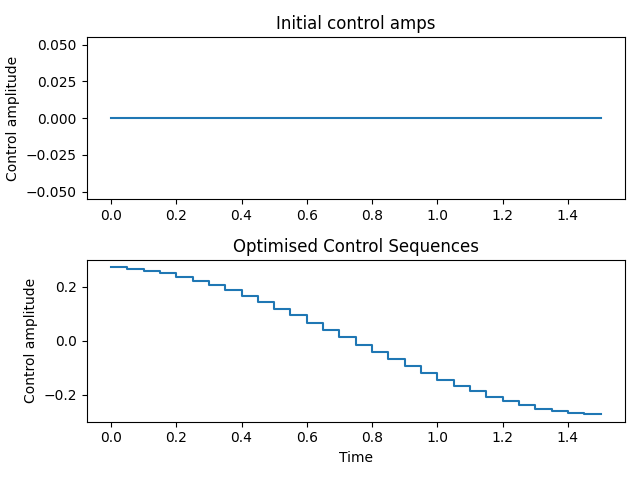 Initial control amps
Control amplitude
0.050
0.025
0.000
−0.025
−0.050
0.0 0.2 0.4 0.6 0.8 1.0 1.2 1.4
Optimised Control Sequences
Control amplitude
0.2
0.0
−0.2
0.0 0.2 0.4 0.6 0.8 1.0 1.2 1.4
Time